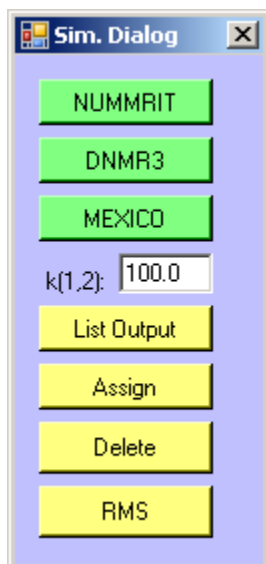 Sim. Dialog
NUMMRIT
DNMR3
MEXICO
k(1,2): 100.0
List Output
Assign
Delete
RMS